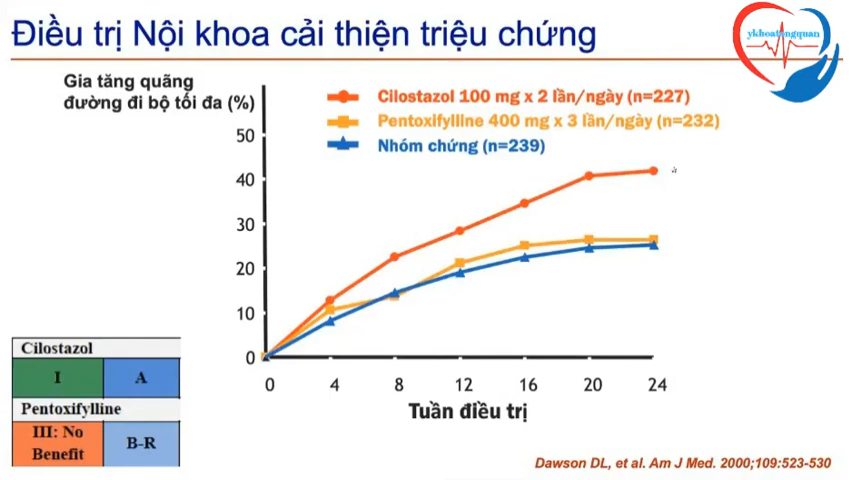 Điều trị Nội khoa cải thiện triệu chứng
ykhoatongquan
Gia tăng quãng
đường đi bộ tối đa (%)
Cilostazol 100 mg x 2 lần/ngày (n=227)
Pentoxifylline 400 mg x 3 lần/ngày (n=232)
Nhóm chứng (n=239)
50
40
30
20
10
0
0 4 8 12 16 20 24
Tuần điều trị
Cilostazol
I A
Pentoxifylline
III: No
Benefit
B-R
Dawson DL, et al. Am J Med. 2000;109:523-530